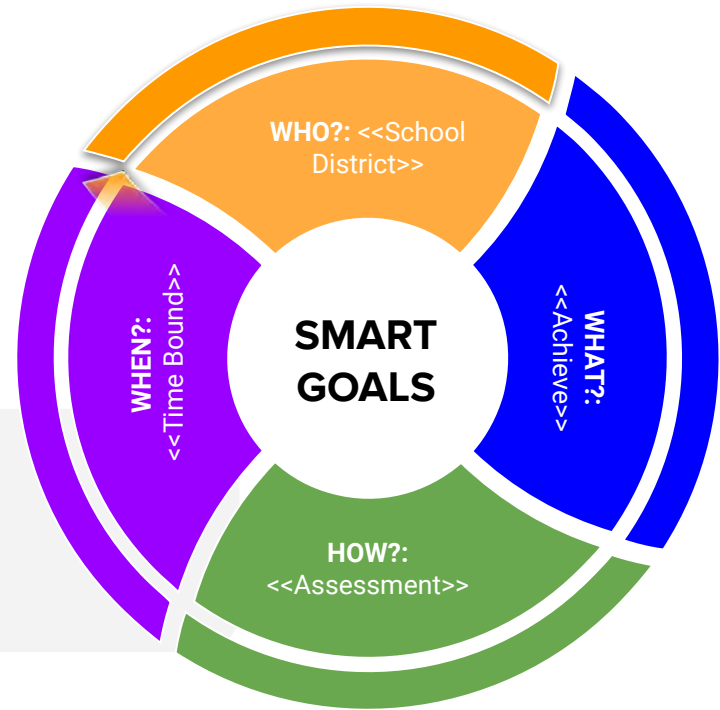 WHO?: <<School
District>>
WHAT?:
<<Achieve>>
HOW?:
<<Assessment>>
WHEN?:
<<Time Bound>>
SMART
GOALS